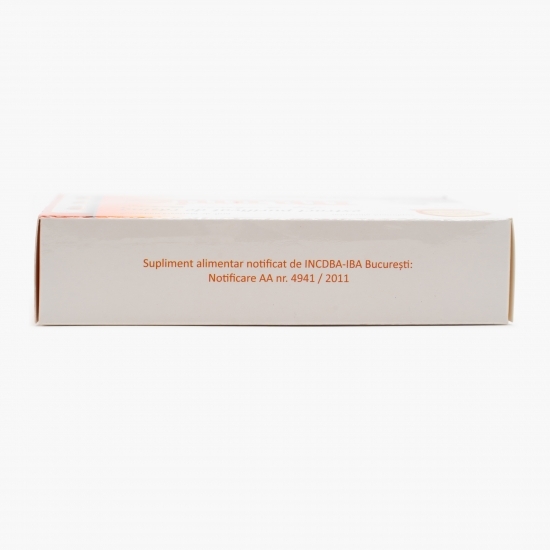 Supliment alimentar notificat de INCDBA-IBA București:
Notificare AA nr. 4941 / 2011